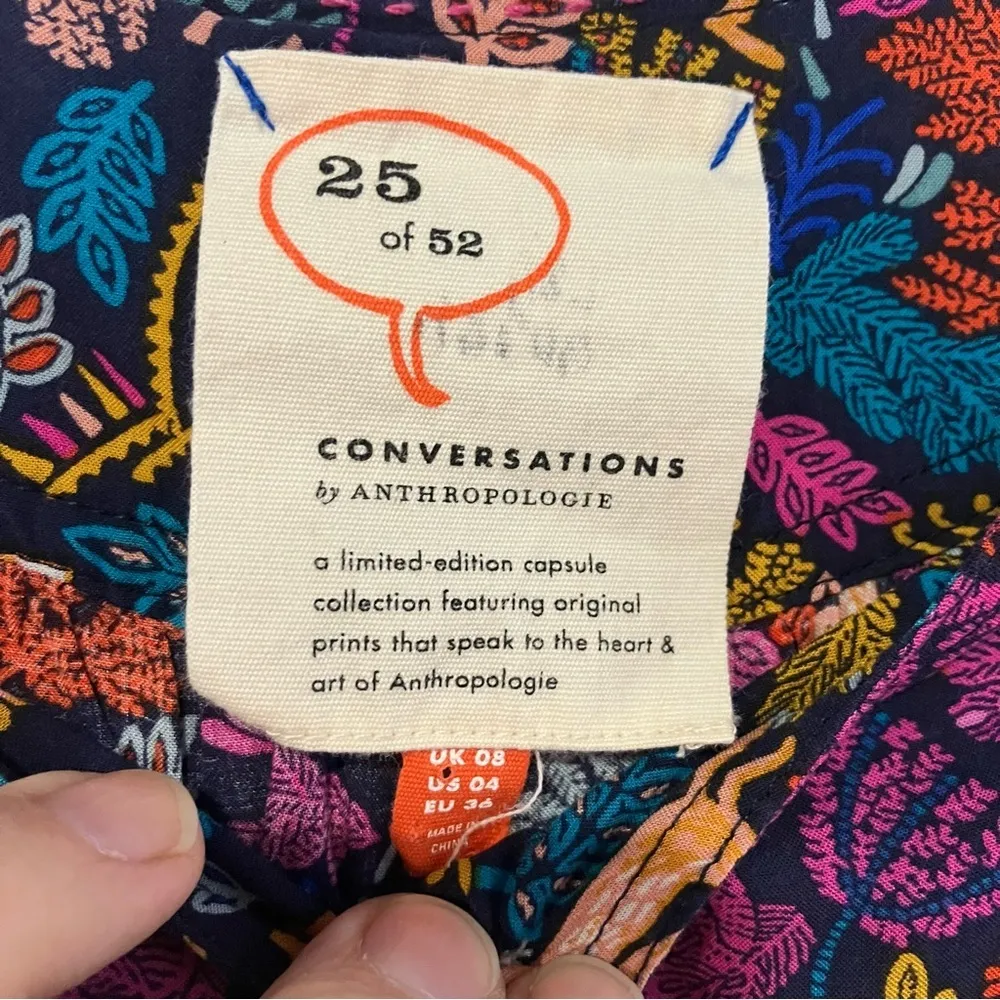 25
of 52
CONVERSATIONS
by ANTHROPOLOGIE
a limited-edition capsule
collection featuring original
prints that speak to the heart &
art of Anthropologie
UK 08
US 04
EU 36
MADE IN
CHINA